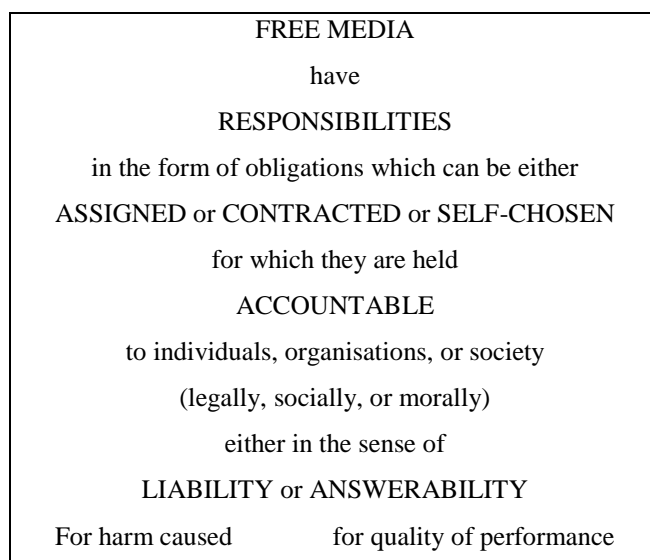 FREE MEDIA
have
RESPONSIBILITIES
in the form of obligations which can be either
ASSIGNED or CONTRACTED or SELF-CHOSEN
for which they are held
ACCOUNTABLE
to individuals, organisations, or society
(legally, socially, or morally)
either in the sense of
LIABILITY or ANSWERABILITY
For harm caused for quality of performance